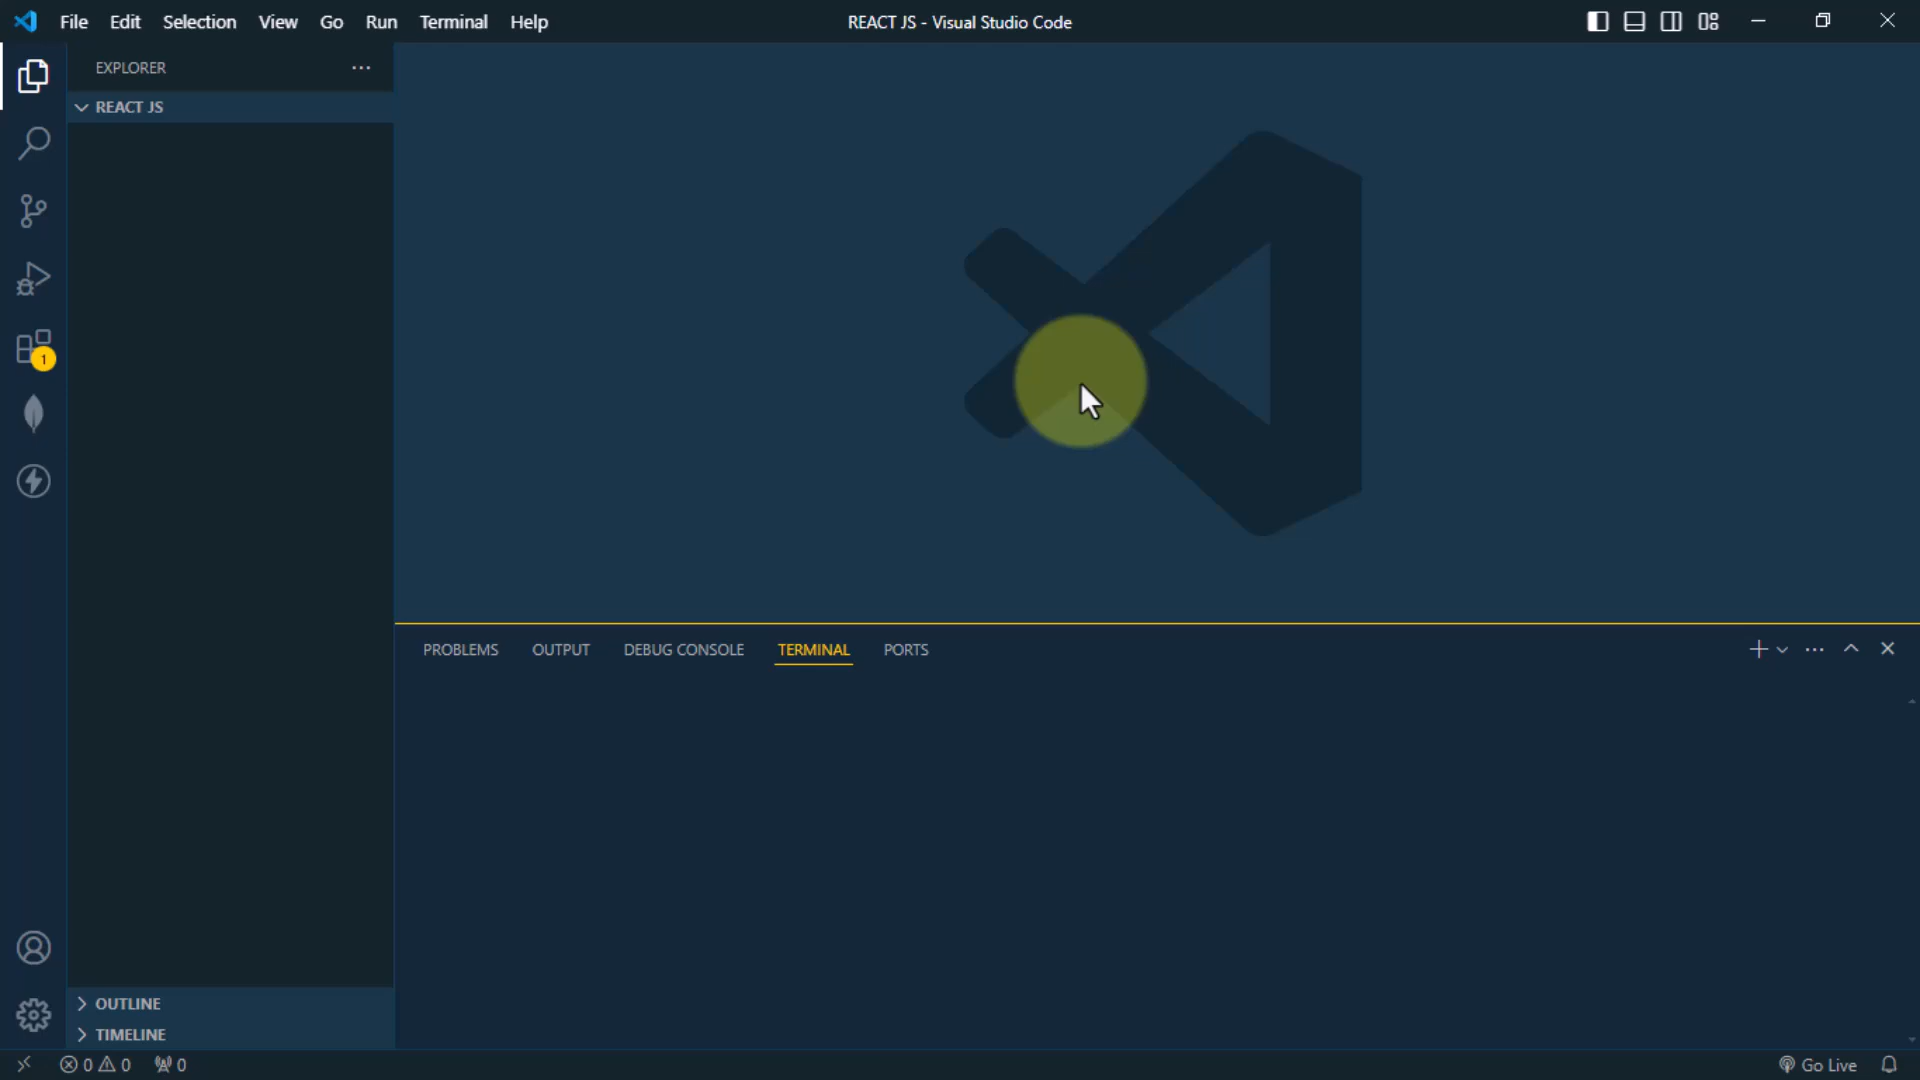 File Edit Selection View Go Run Terminal Help
REACT JS - Visual Studio Code
EXPLORER
REACT JS
1
PROBLEMS OUTPUT DEBUG CONSOLE TERMINAL PORTS
OUTLINE
TIMELINE
0 0 0
Go Live